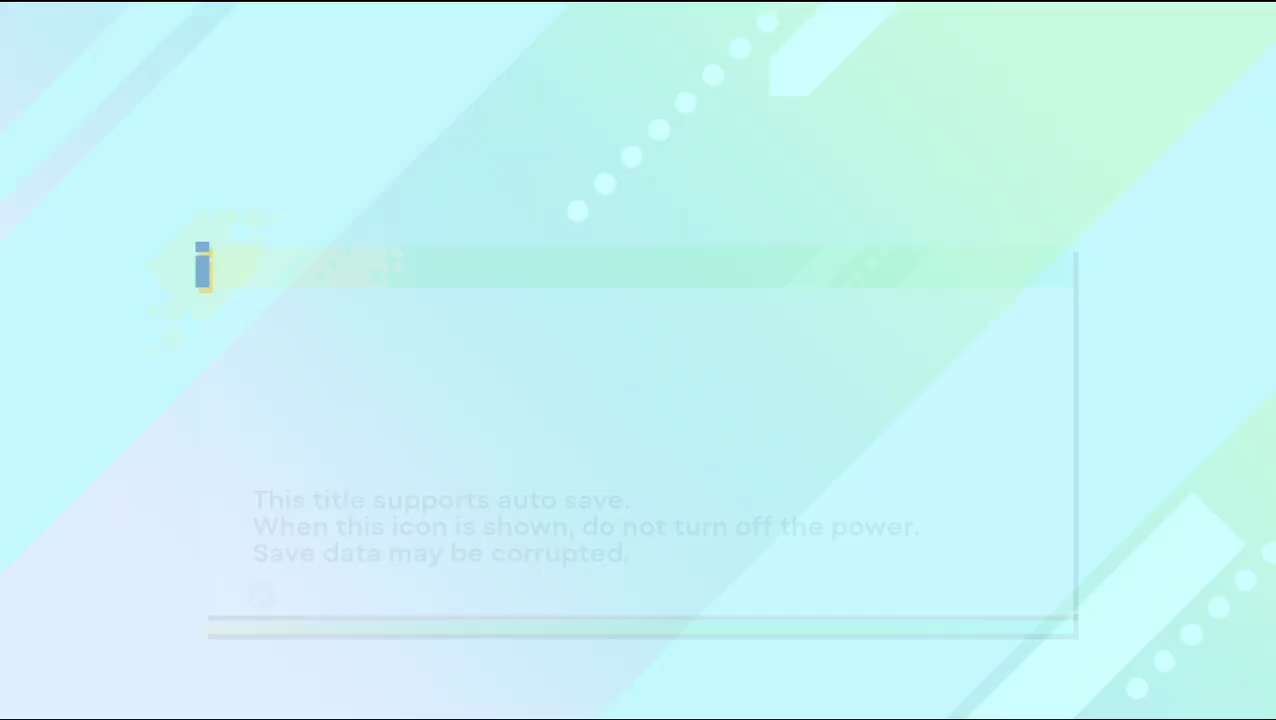 i
This title supports auto save.
When this icon is shown, do not turn off the power.
Save data may be corrupted.